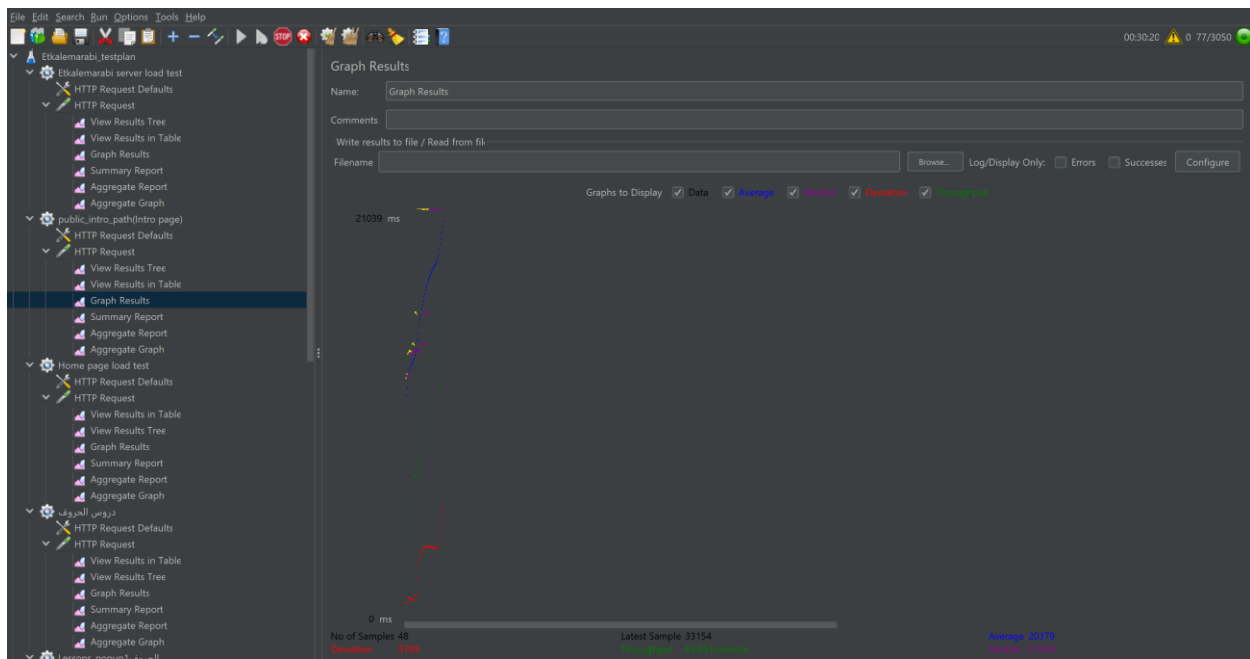 File Edit Search Run Options Tools Help
00:30:20 0 77/3050
Etkalemarabi_testplan
Etkalemarabi server load test
HTTP Request Defaults
HTTP Request
View Results Tree
View Results in Table
Graph Results
Summary Report
Aggregate Report
Aggregate Graph
public_intro_path(Intro page)
HTTP Request Defaults
HTTP Request
View Results Tree
View Results in Table
Graph Results
Summary Report
Aggregate Report
Aggregate Graph
Home page load test
HTTP Request Defaults
HTTP Request
View Results in Table
View Results Tree
Graph Results
Summary Report
Aggregate Report
Aggregate Graph
دروس الحروف
HTTP Request Defaults
HTTP Request
View Results in Table
View Results Tree
Graph Results
Summary Report
Aggregate Report
Aggregate Graph
Lessons_popup1
Graph Results
Name: Graph Results
Comments
Write results to file / Read from file
Filename Browse... Log/Display Only: Errors Successes Configure
Graphs to Display Data Average Median Deviation Throughput
21039 ms
0 ms
No of Samples 48 Latest Sample 33154 Average 20379
Deviation Throughput Median